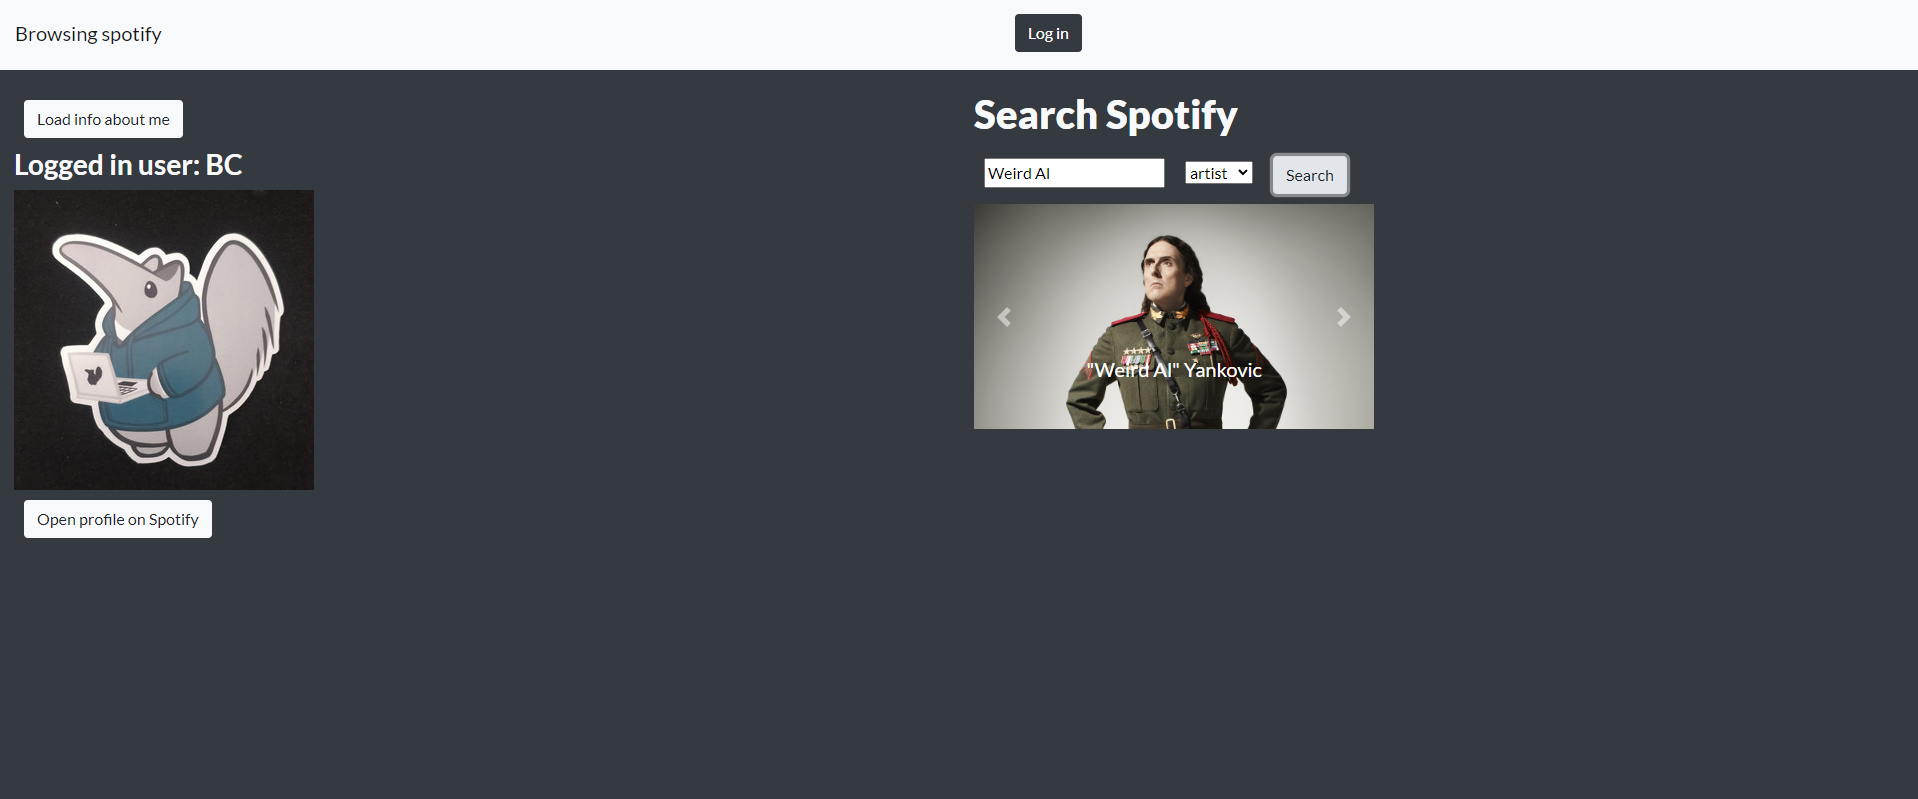 Browsing spotify
Log in
Load info about me
Logged in user: BC
Open profile on Spotify
Search Spotify
Weird Al
artist
Search
"Weird Al" Yankovic